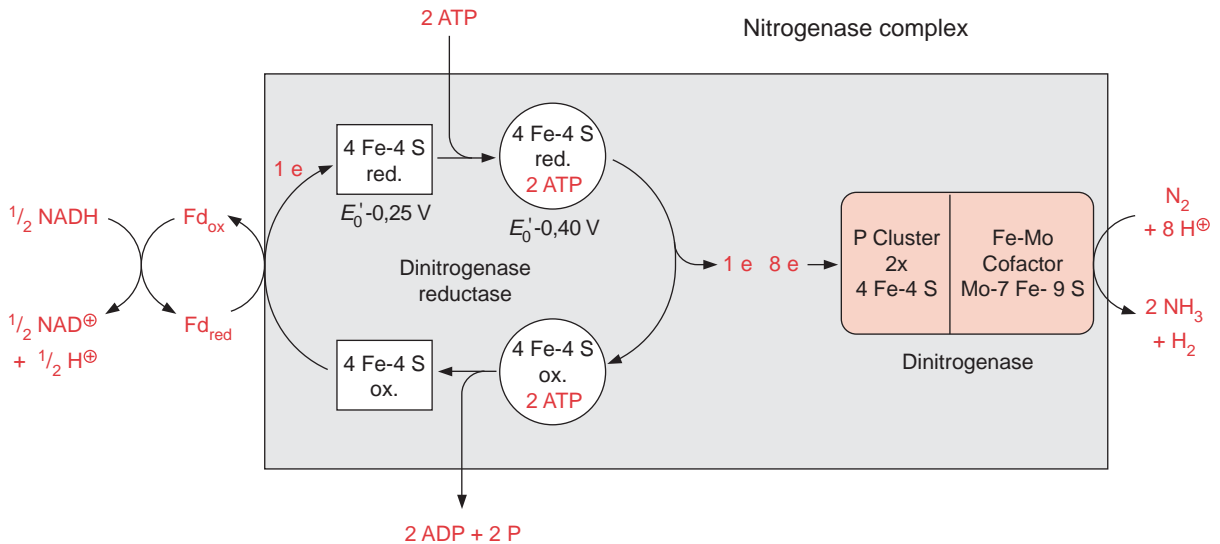 2 ATP
Nitrogenase complex
1 e
4 Fe-4 S
red.
E₀'-0,25 V
4 Fe-4 S
red.
2 ATP
E₀'-0,40 V
1/2 NADH
Fdox
Dinitrogenase
reductase
1 e 8 e
P Cluster
2x
4 Fe-4 S
Fe-Mo
Cofactor
Mo-7 Fe- 9 S
N₂
+ 8 H⊕
1/2 NAD⊕
+ 1/2 H⊕
Fdred
2 NH₃
+ H₂
4 Fe-4 S
ox.
4 Fe-4 S
ox.
2 ATP
Dinitrogenase
2 ADP + 2 P